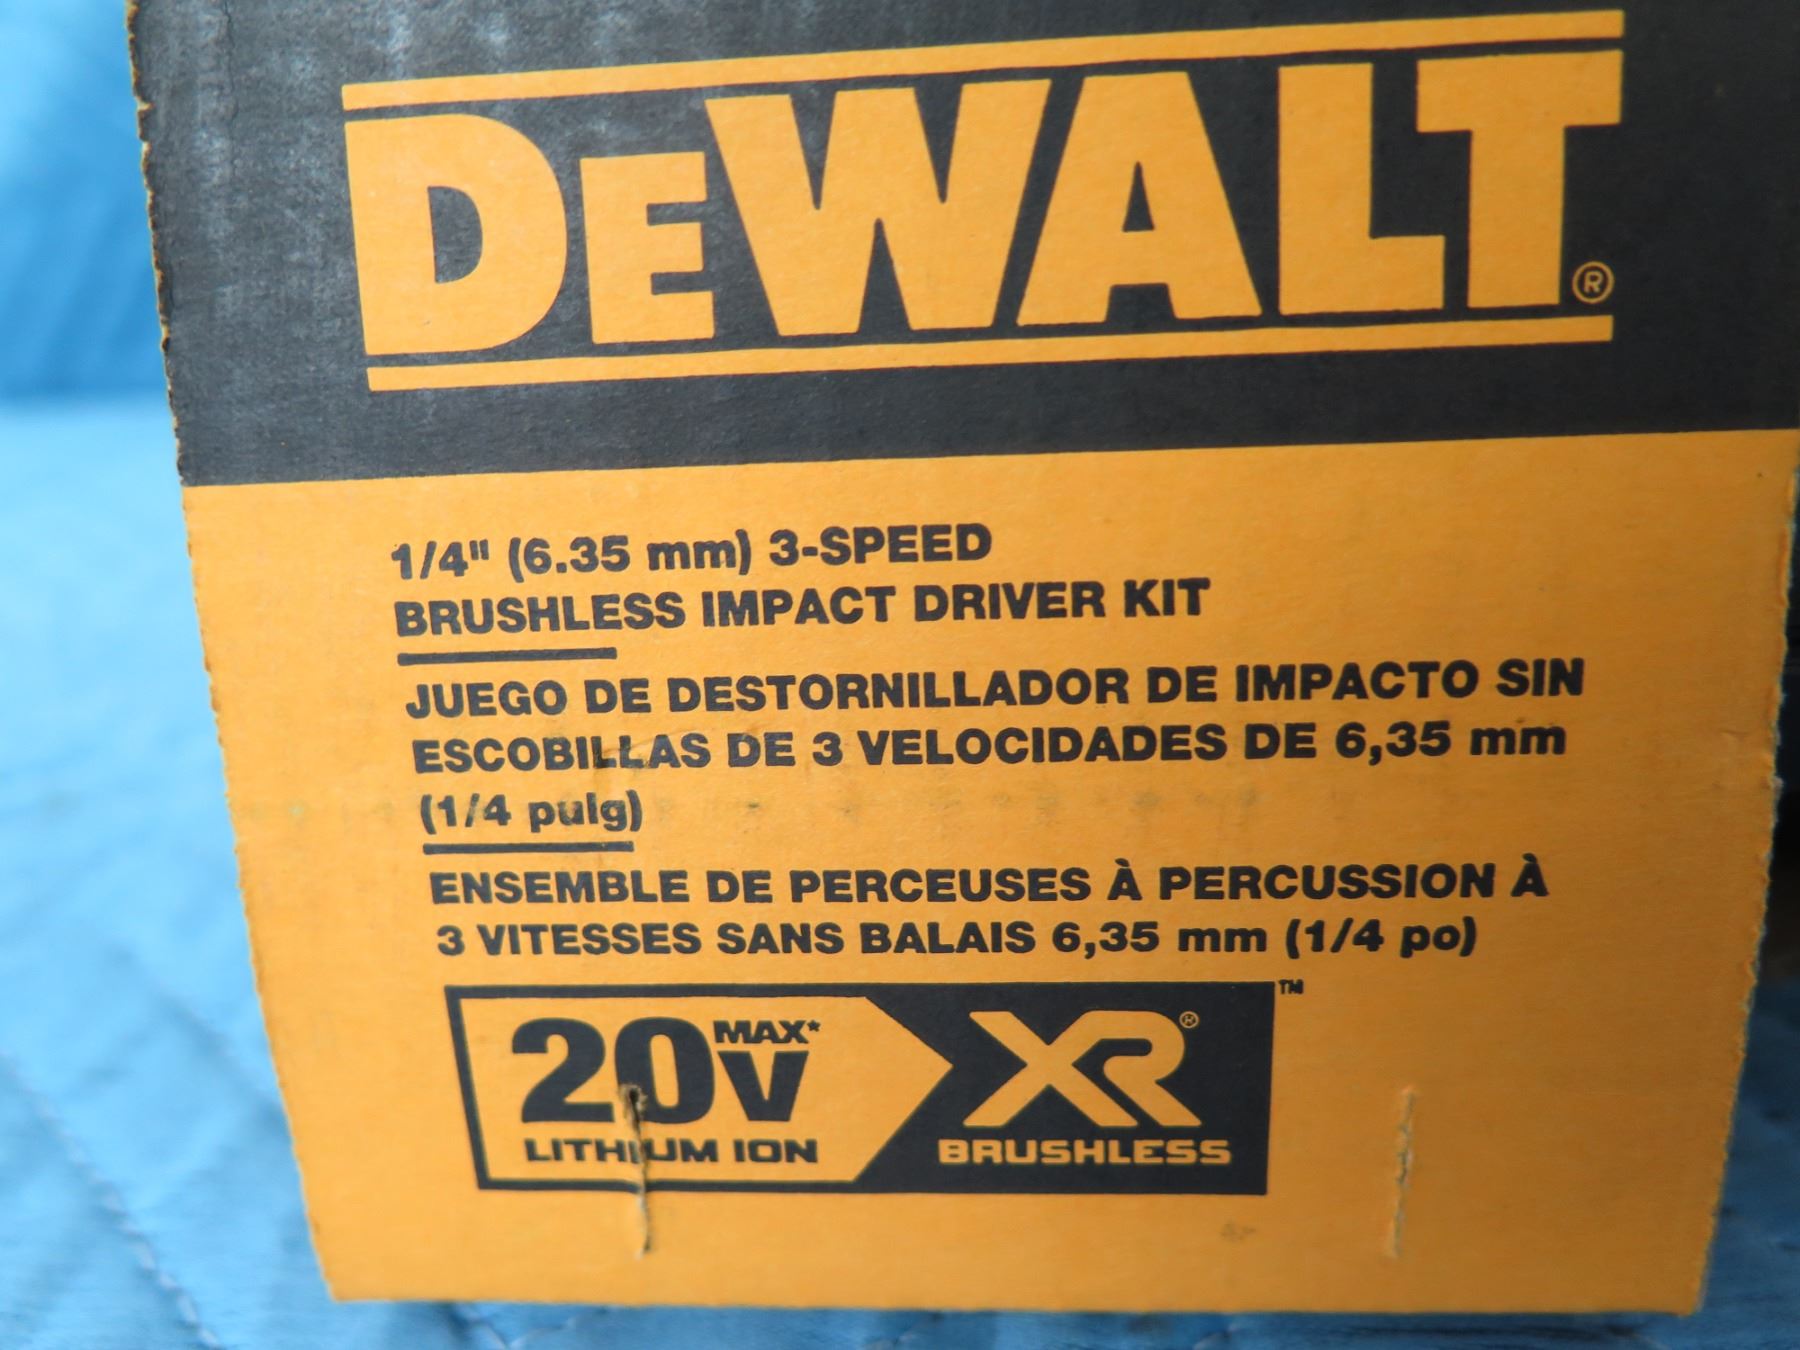 DEWALT®
1/4" (6.35 mm) 3-SPEED
BRUSHLESS IMPACT DRIVER KIT
JUEGO DE DESTORNILLADOR DE IMPACTO SIN
ESCOBILLAS DE 3 VELOCIDADES DE 6,35 mm
(1/4 pulg)
ENSEMBLE DE PERCEUSES À PERCUSSION À
3 VITESSES SANS BALAIS 6,35 mm (1/4 po)
20V MAX*
LITHIUM ION
XR® ™
BRUSHLESS